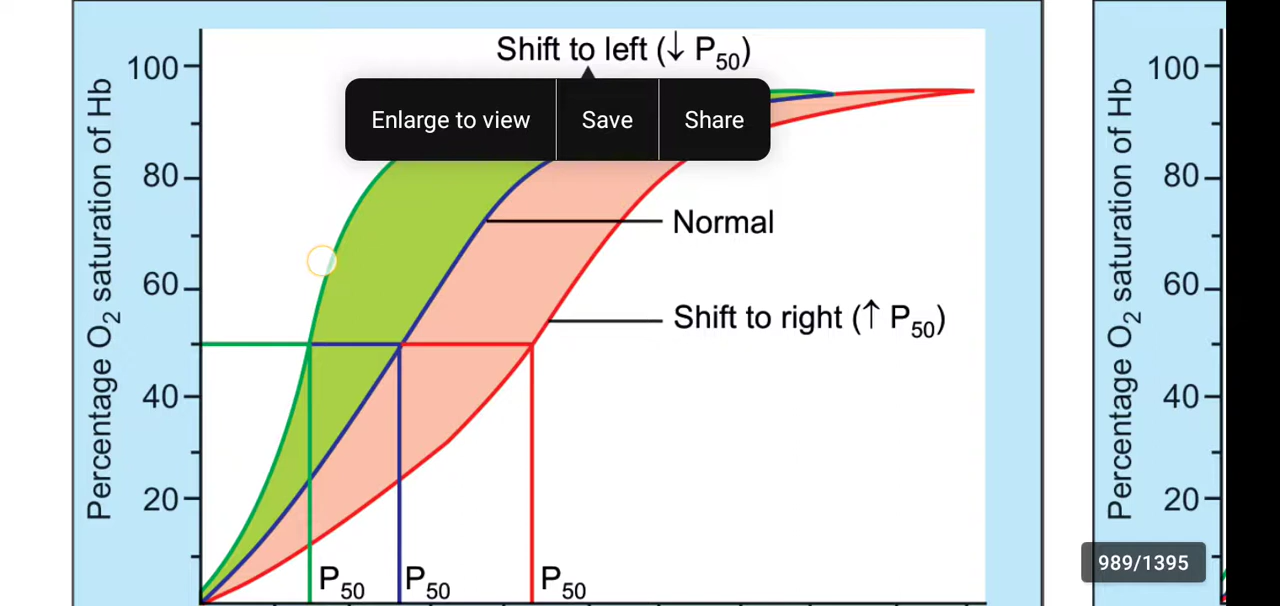 Shift to left (↓ P50)
Enlarge to view
Save
Share
Percentage O2 saturation of Hb
100
80
60
40
20
Normal
Shift to right (↑ P50)
P50
P50
P50
Percentage O2 saturation of Hb
100
80
60
40
20
989/1395